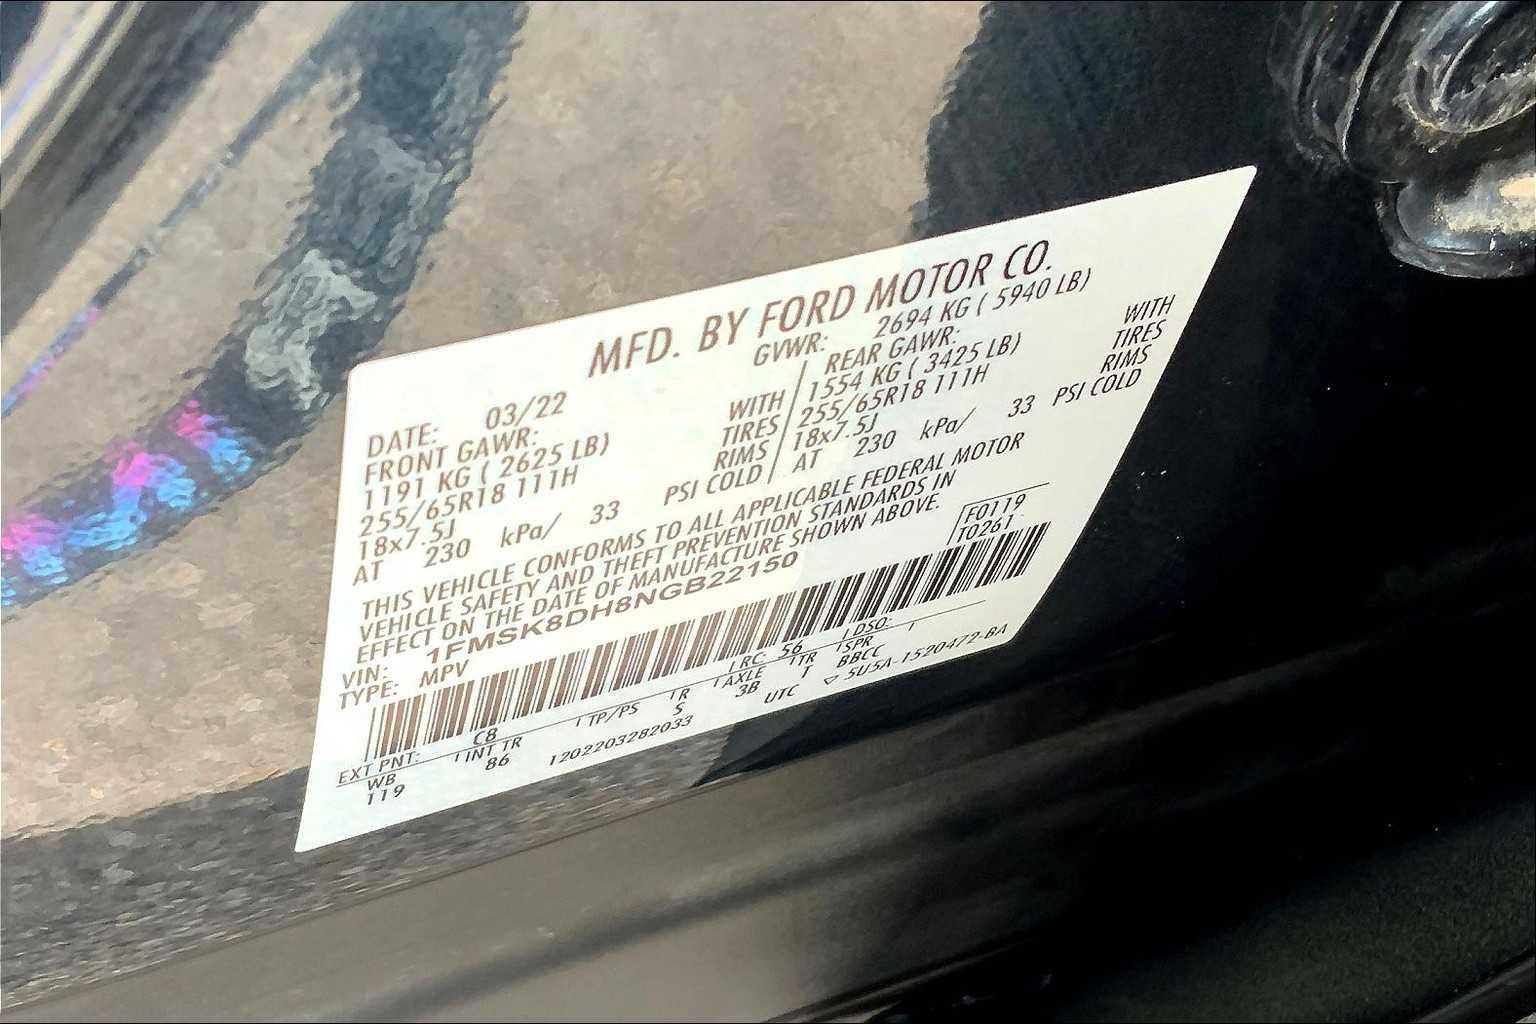 MFD. BY FORD MOTOR CO.
DATE: 03/22 GVWR: 2694 KG ( 5940 LB)
FRONT GAWR: REAR GAWR:
1191 KG ( 2625 LB) WITH 1554 KG ( 3425 LB) WITH
255/65R18 111H TIRES 255/65R18 111H TIRES
18x7.5J RIMS 18x7.5J RIMS
AT 230 kPa/ 33 PSI COLD AT 230 kPa/ 33 PSI COLD
THIS VEHICLE CONFORMS TO ALL APPLICABLE FEDERAL MOTOR
VEHICLE SAFETY AND THEFT PREVENTION STANDARDS IN
EFFECT ON THE DATE OF MANUFACTURE SHOWN ABOVE.
VIN: 1FMSK8DH8NGB22150 F0119
TYPE: MPV T0261
EXT PNT: C8 RC: 56 DSO:
WB INT TR TP/PS R AXLE TR SPR
119 86 S 3B T BBCC
1202203282033 UTC ▽ 5U5A-1520472-BA